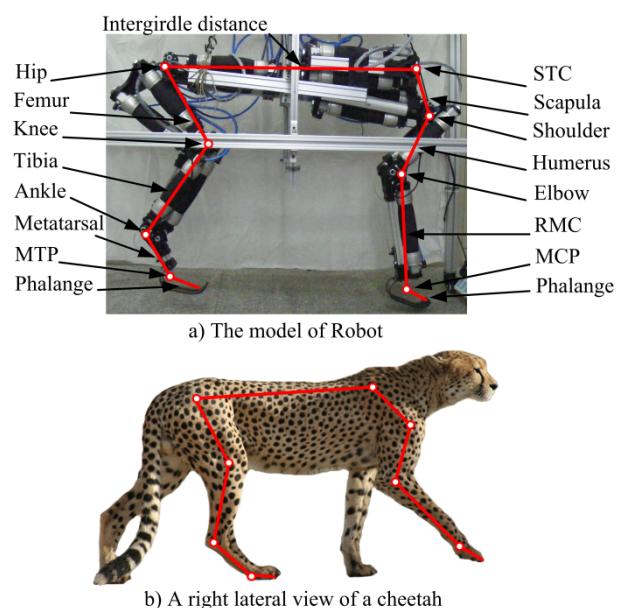 Intergirdle distance
Hip
Femur
Knee
Tibia
Ankle
Metatarsal
MTP
Phalange
STC
Scapula
Shoulder
Humerus
Elbow
RMC
MCP
Phalange
a) The model of Robot
b) A right lateral view of a cheetah